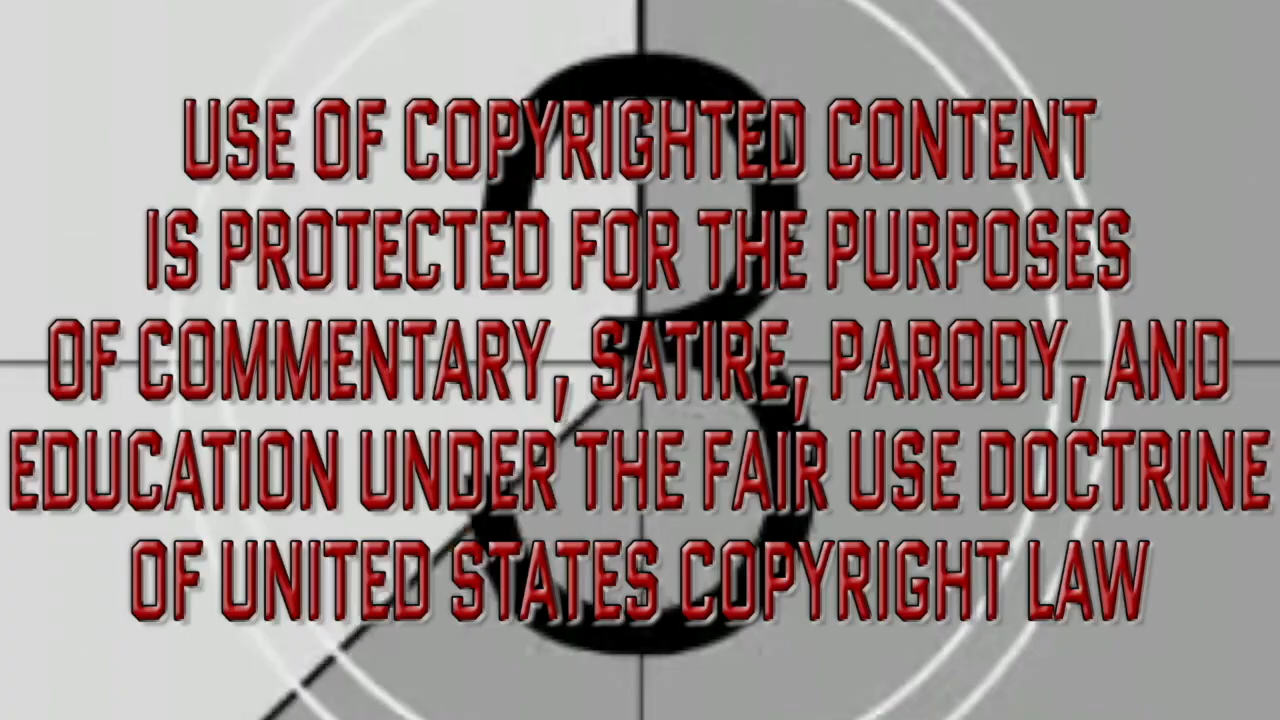 USE OF COPYRIGHTED CONTENT
IS PROTECTED FOR THE PURPOSES
OF COMMENTARY, SATIRE, PARODY, AND
EDUCATION UNDER THE FAIR USE DOCTRINE
OF UNITED STATES COPYRIGHT LAW
3